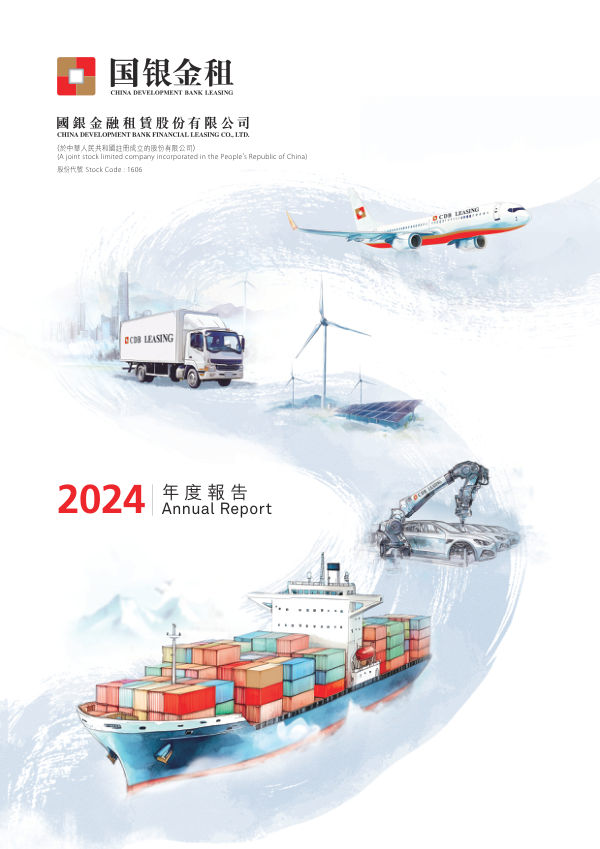 国银金租
CHINA DEVELOPMENT BANK LEASING
國銀金融租賃股份有限公司
CHINA DEVELOPMENT BANK FINANCIAL LEASING CO., LTD.
(於中華人民共和國註冊成立的股份有限公司)
(A joint stock limited company incorporated in the People's Republic of China)
股份代號 Stock Code : 1606
CDB LEASING
CDB LEASING
CDB LEASING
2024 年度報告
Annual Report